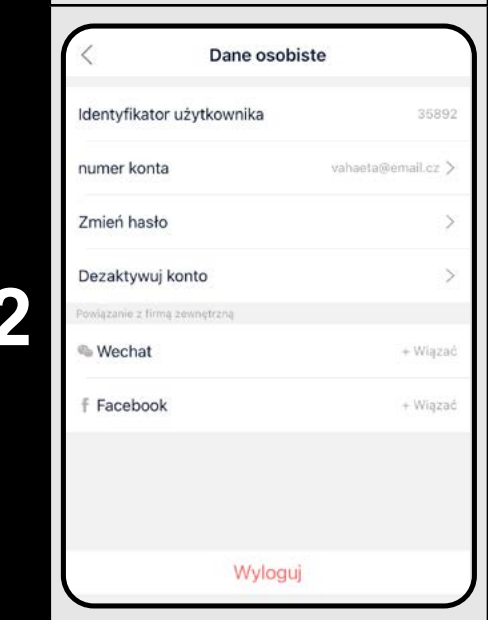 Dane osobiste
Identyfikator użytkownika 35892
numer konta vahaeta@email.cz >
Zmień hasło >
Dezaktywuj konto >
Powiązanie z firmą zewnętrzną
Wechat + Wiązać
Facebook + Wiązać
2
Wyloguj